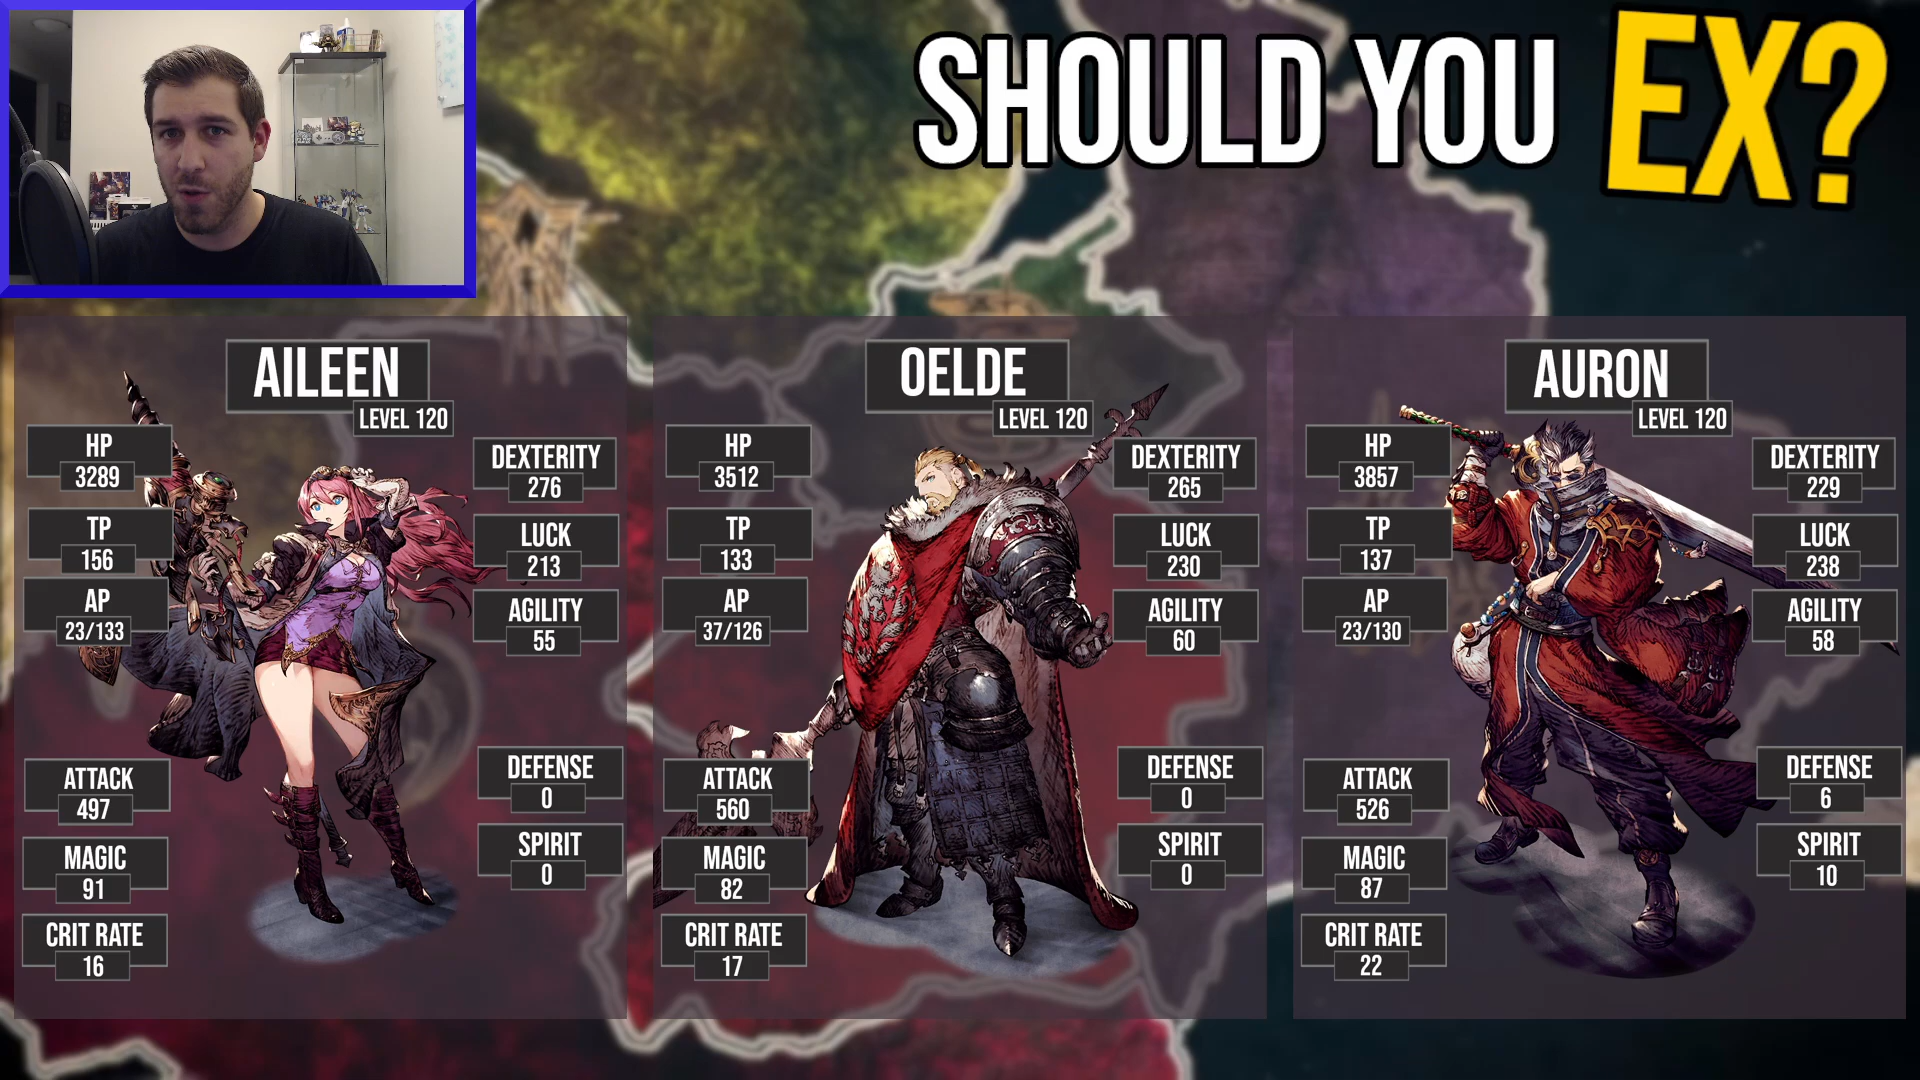 SHOULD YOU EX?
AILEEN
LEVEL 120
HP
3289
TP
156
AP
23/133
ATTACK
497
MAGIC
91
CRIT RATE
16
DEXTERITY
276
LUCK
213
AGILITY
55
DEFENSE
0
SPIRIT
0
OELDE
LEVEL 120
HP
3512
TP
133
AP
37/126
ATTACK
560
MAGIC
82
CRIT RATE
17
DEXTERITY
265
LUCK
230
AGILITY
60
DEFENSE
0
SPIRIT
0
AURON
LEVEL 120
HP
3857
TP
137
AP
23/130
ATTACK
526
MAGIC
87
CRIT RATE
22
DEXTERITY
229
LUCK
238
AGILITY
58
DEFENSE
6
SPIRIT
10